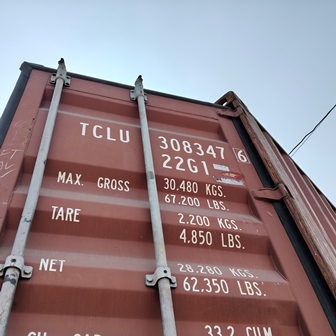 TCLU 308347 6
22G1
MAX. GROSS 30.480 KGS.
67.200 LBS.
TARE 2.200 KGS.
4.850 LBS.
NET 28.280 KGS.
62.350 LBS.
33.2 CU.M.